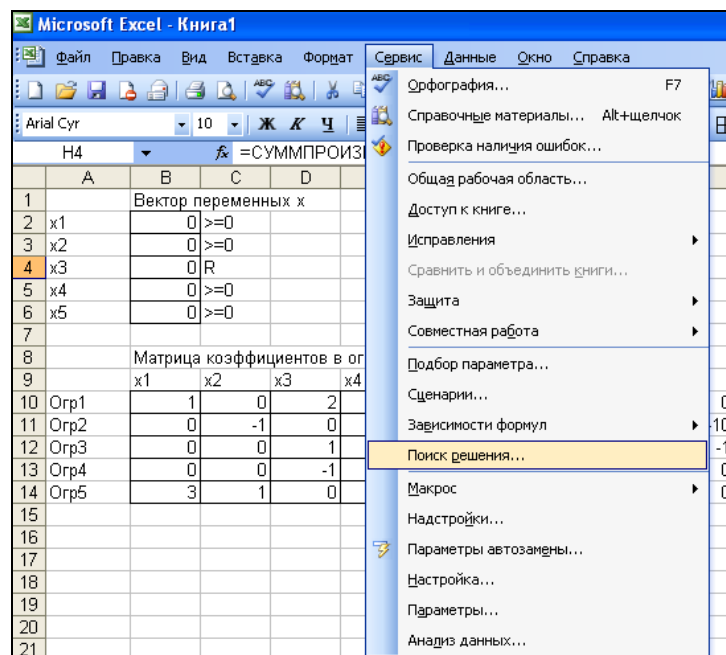 Microsoft Excel - Книга1
Файл Правка Вид Вставка Формат Сервис Данные Окно Справка
Arial Cyr 10 Ж К Ч
H4 fx =СУММПРОИЗ
A B C D
1 Вектор переменных x
2 x1 0 >=0
3 x2 0 >=0
4 x3 0 R
5 x4 0 >=0
6 x5 0 >=0
7
8 Матрица коэффициентов в ог
9 x1 x2 x3 x4
10 Огр1 1 0 2 0
11 Огр2 0 -1 0 -10
12 Огр3 0 0 1 -1
13 Огр4 0 0 -1 0
14 Огр5 3 1 0 0
15
16
17
18
19
20
21
Орфография... F7
Справочные материалы... Alt+щелчок
Проверка наличия ошибок...
Общая рабочая область...
Доступ к книге...
Исправления
Сравнить и объединить книги...
Защита
Совместная работа
Подбор параметра...
Сценарии...
Зависимости формул
Поиск решения...
Макрос
Надстройки...
Параметры автозамены...
Настройка...
Параметры...
Анализ данных...